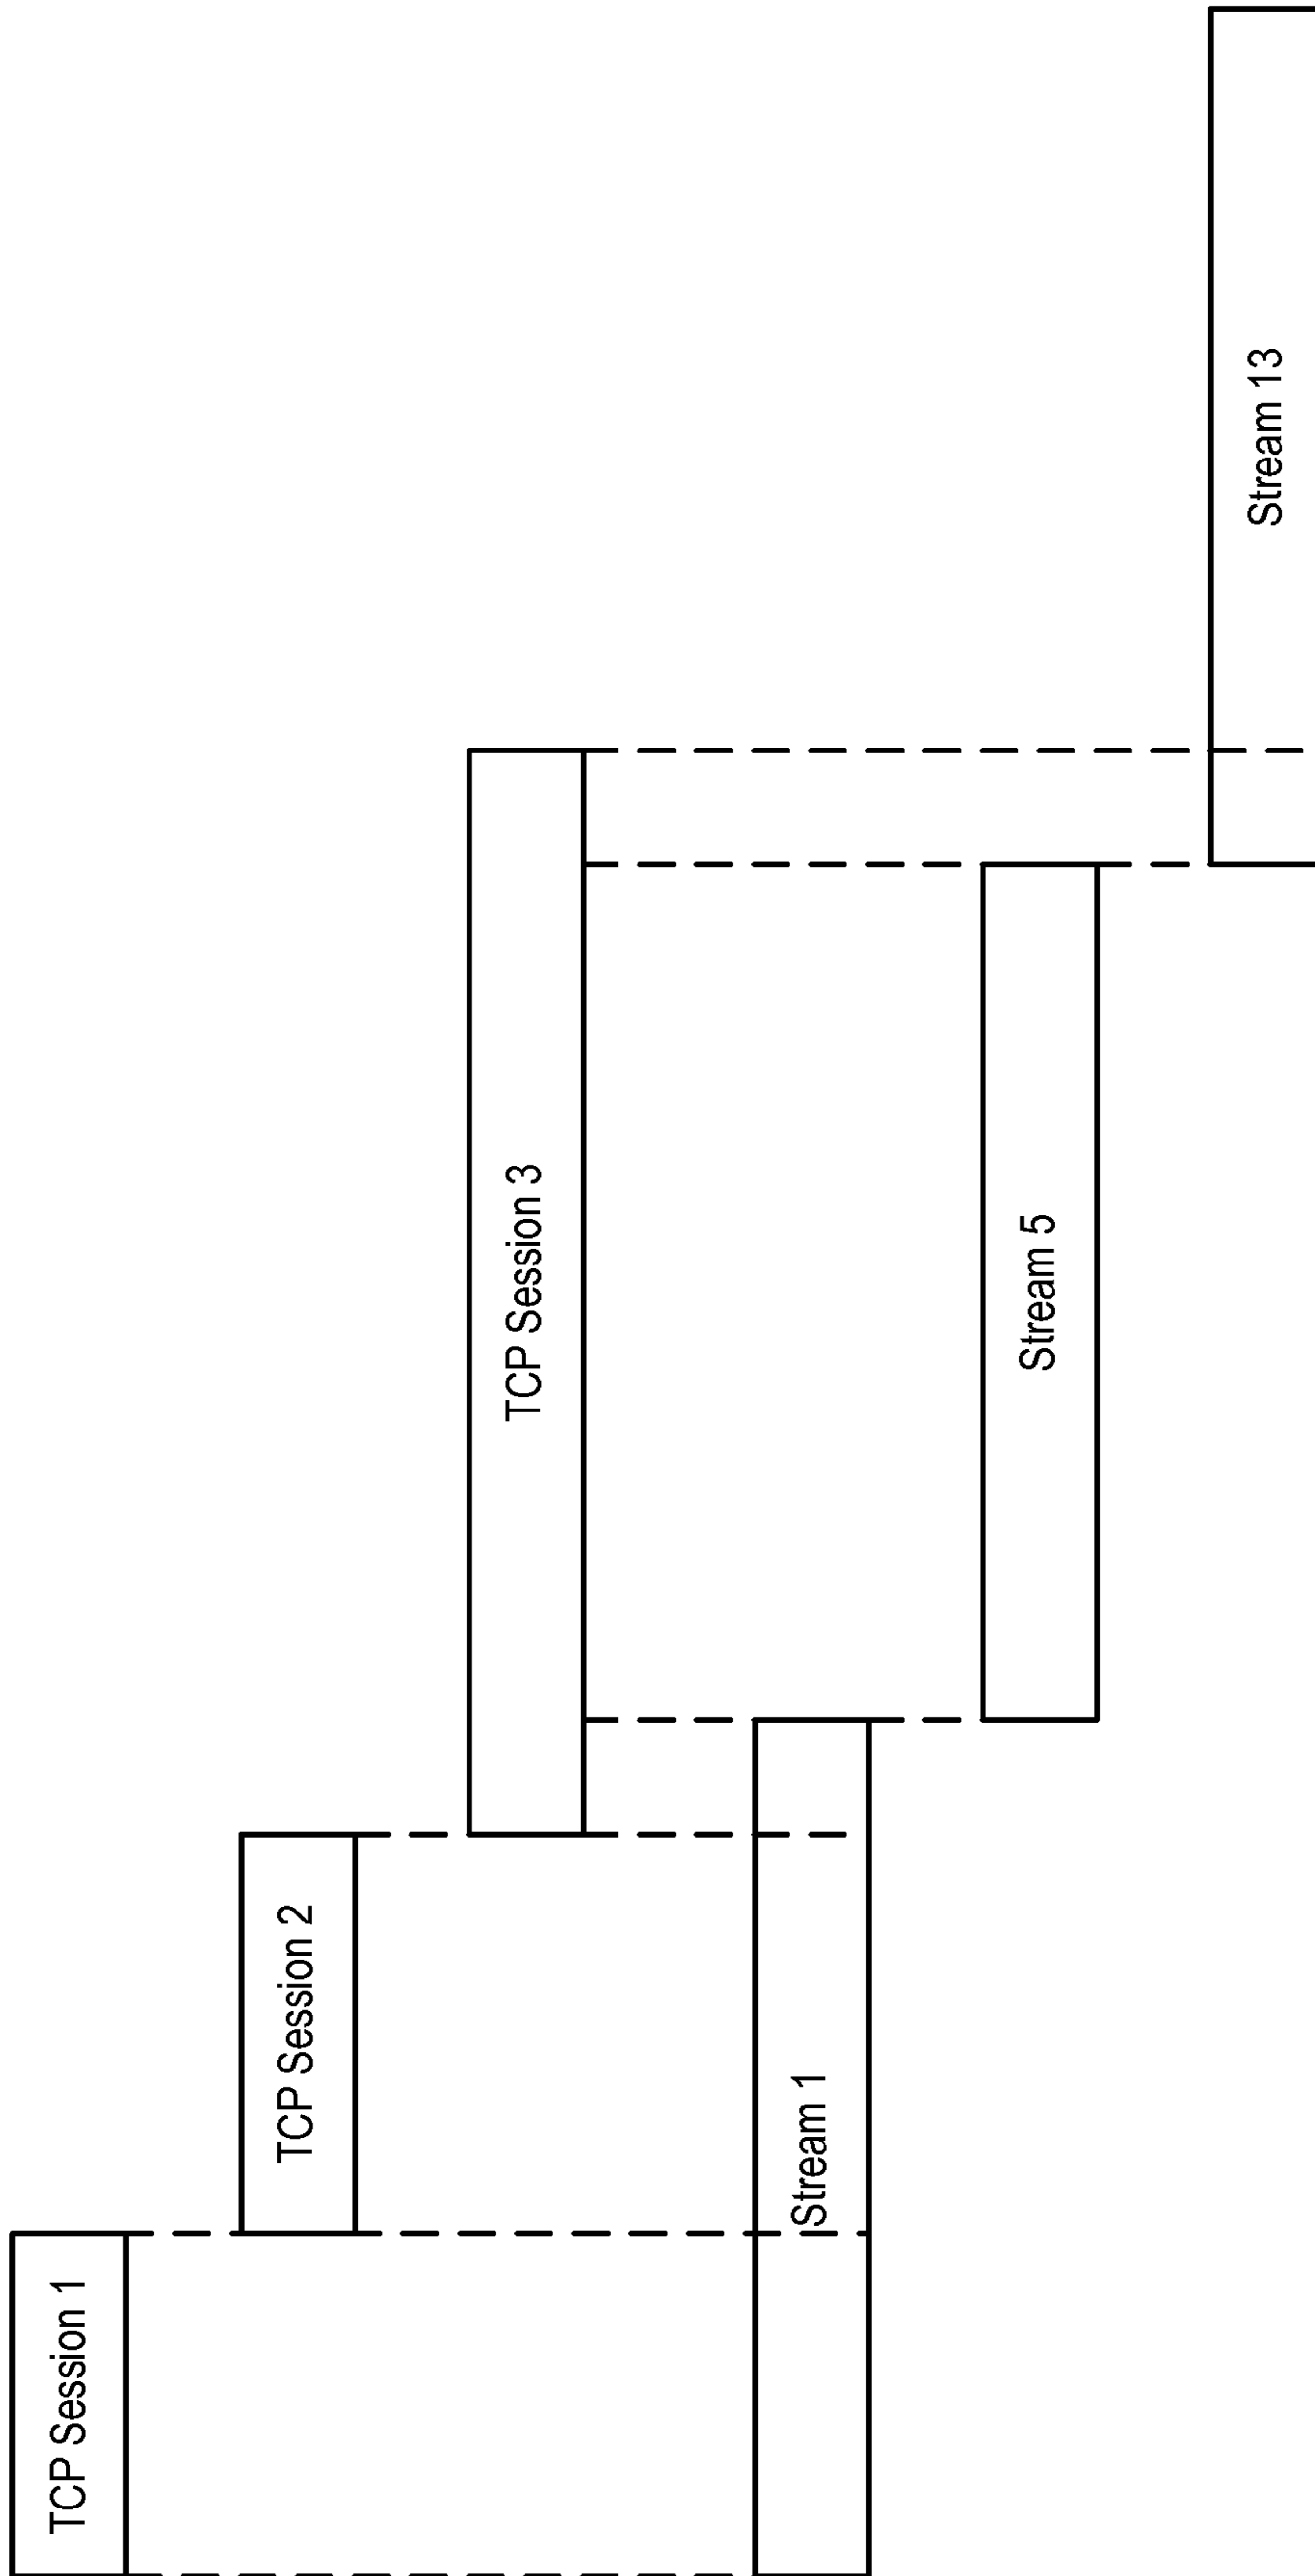 TCP Session 1
TCP Session 2
TCP Session 3
Stream 1
Stream 5
Stream 13